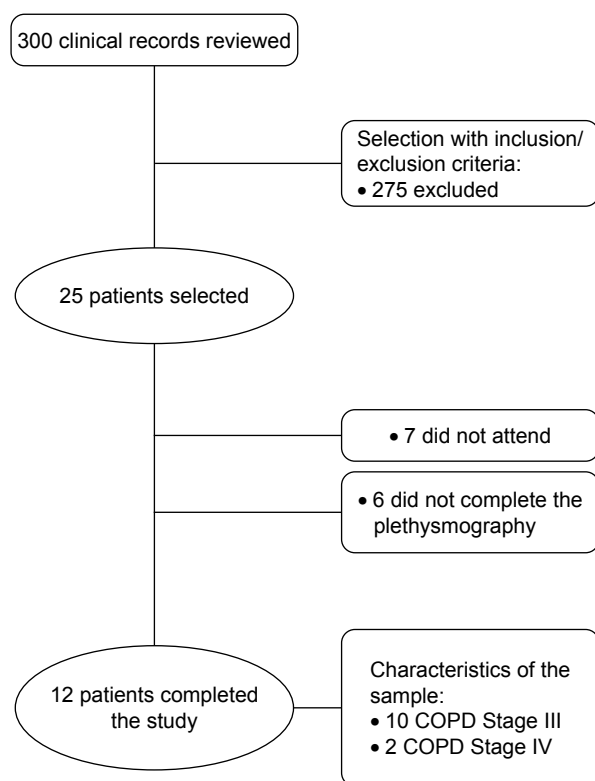 300 clinical records reviewed
Selection with inclusion/
exclusion criteria:
• 275 excluded
25 patients selected
• 7 did not attend
• 6 did not complete the
plethysmography
12 patients completed
the study
Characteristics of the
sample:
• 10 COPD Stage III
• 2 COPD Stage IV